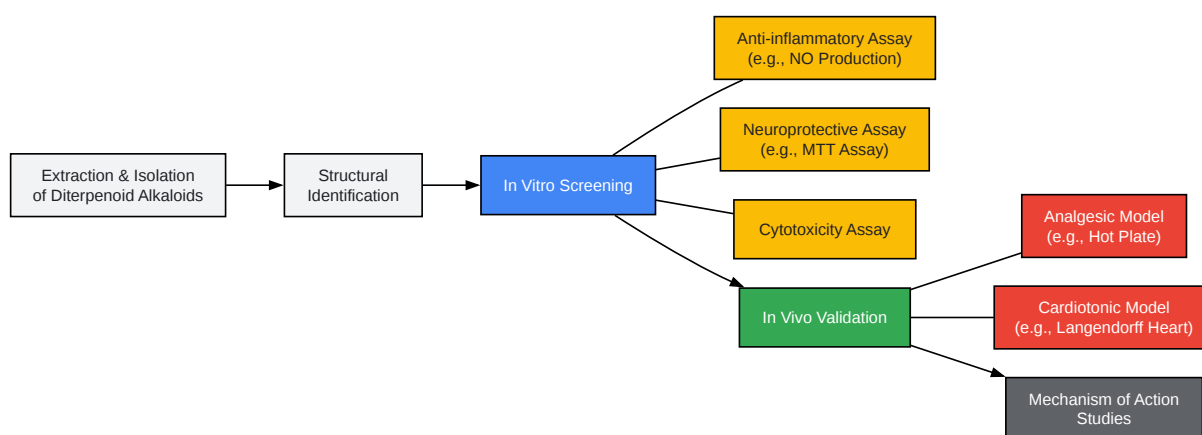 Extraction & Isolation
of Diterpenoid Alkaloids
Structural
Identification
In Vitro Screening
Anti-inflammatory Assay
(e.g., NO Production)
Neuroprotective Assay
(e.g., MTT Assay)
Cytotoxicity Assay
In Vivo Validation
Analgesic Model
(e.g., Hot Plate)
Cardiotonic Model
(e.g., Langendorff Heart)
Mechanism of Action
Studies